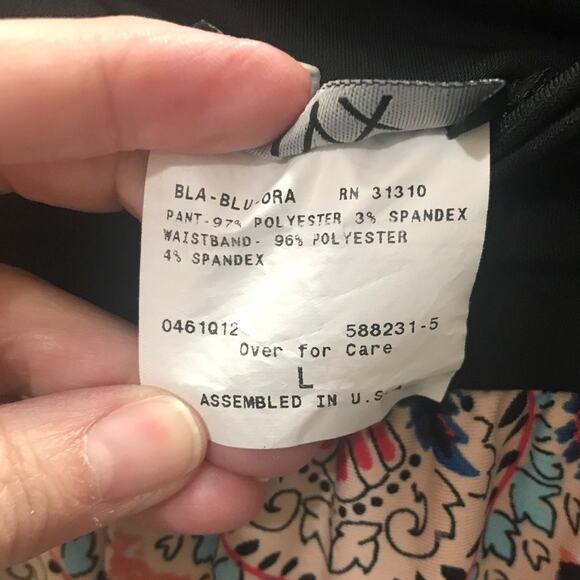 BLA-BLU-ORA RN 31310
PANT-97% POLYESTER 3% SPANDEX
WAISTBAND- 96% POLYESTER
4% SPANDEX
0461Q12 588231-5
Over for Care
L
ASSEMBLED IN U.S